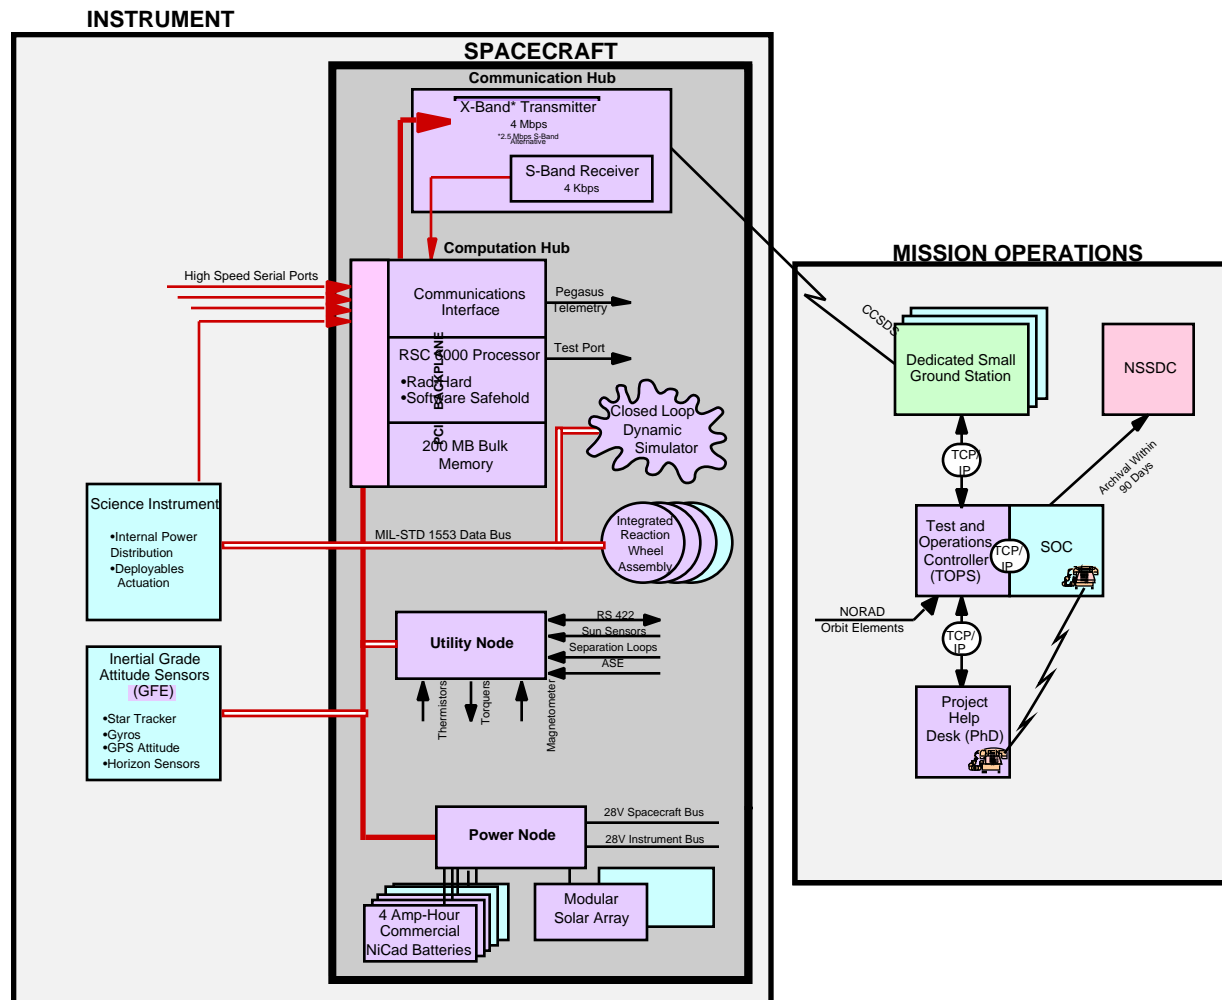 INSTRUMENT
SPACECRAFT
Communication Hub
X-Band* Transmitter
4 Mbps
*2.5 Mbps S-Band
Alternative
S-Band Receiver
4 Kbps
Computation Hub
High Speed Serial Ports
PCI BACKPLANE
Communications
Interface
Pegasus
Telemetry
RSC 6000 Processor
•Rad Hard
•Software Safehold
Test Port
200 MB Bulk
Memory
Closed Loop
Dynamic
Simulator
Science Instrument
•Internal Power
Distribution
•Deployables
Actuation
MIL-STD 1553 Data Bus
Integrated
Reaction
Wheel
Assembly
Inertial Grade
Attitude Sensors
(GFE)
•Star Tracker
•Gyros
•GPS Attitude
•Horizon Sensors
Utility Node
RS 422
Sun Sensors
Separation Loops
ASE
Thermistors
Torquers
Magnetometer
Power Node
28V Spacecraft Bus
28V Instrument Bus
4 Amp-Hour
Commercial
NiCad Batteries
Modular
Solar Array
MISSION OPERATIONS
CCSDS
Dedicated Small
Ground Station
NSSDC
TCP/
IP
Archival Within
90 Days
Test and
Operations
Controller
(TOPS)
TCP/
IP
SOC
NORAD
Orbit Elements
TCP/
IP
Project
Help
Desk (PhD)